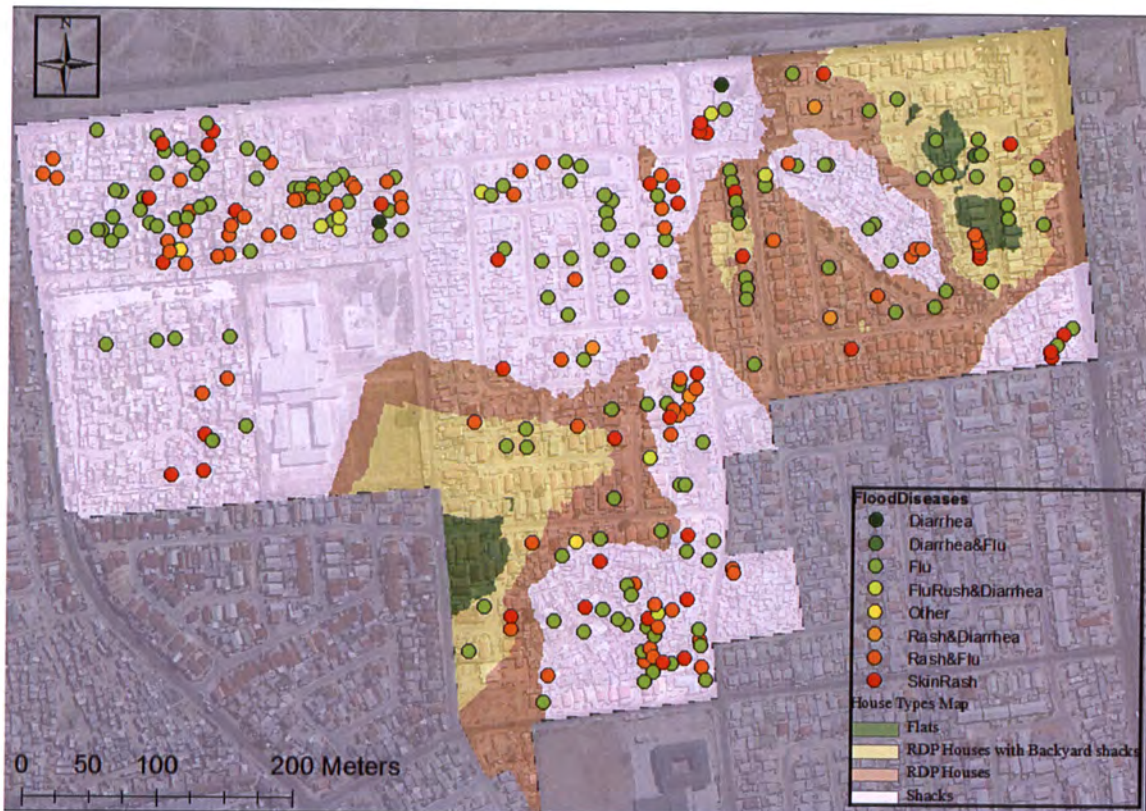 N
FloodDiseases
Diarrhea
Diarrhea&Flu
Flu
FluRush&Diarrhea
Other
Rash&Diarrhea
Rash&Flu
SkinRash
House Types Map
Flats
RDP Houses with Backyard shacks
RDP Houses
Shacks
0 50 100 200 Meters